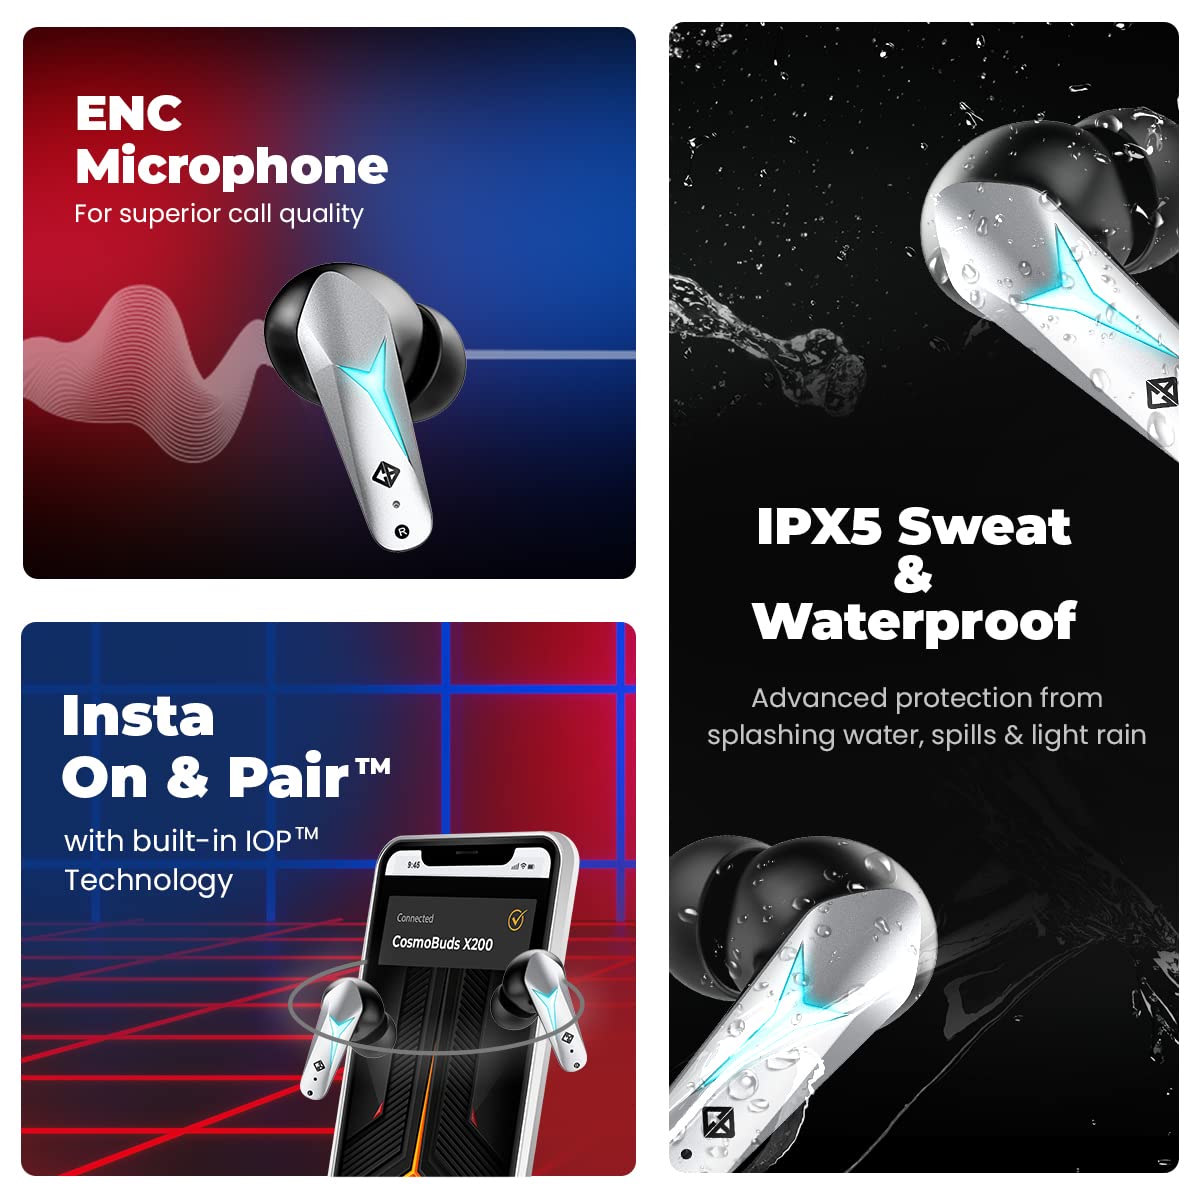 ENC
Microphone
For superior call quality
R
Insta
On & Pair™
with built-in IOP™
Technology
9:45
Connected
CosmoBuds X200
IPX5 Sweat
&
Waterproof
Advanced protection from
splashing water, spills & light rain